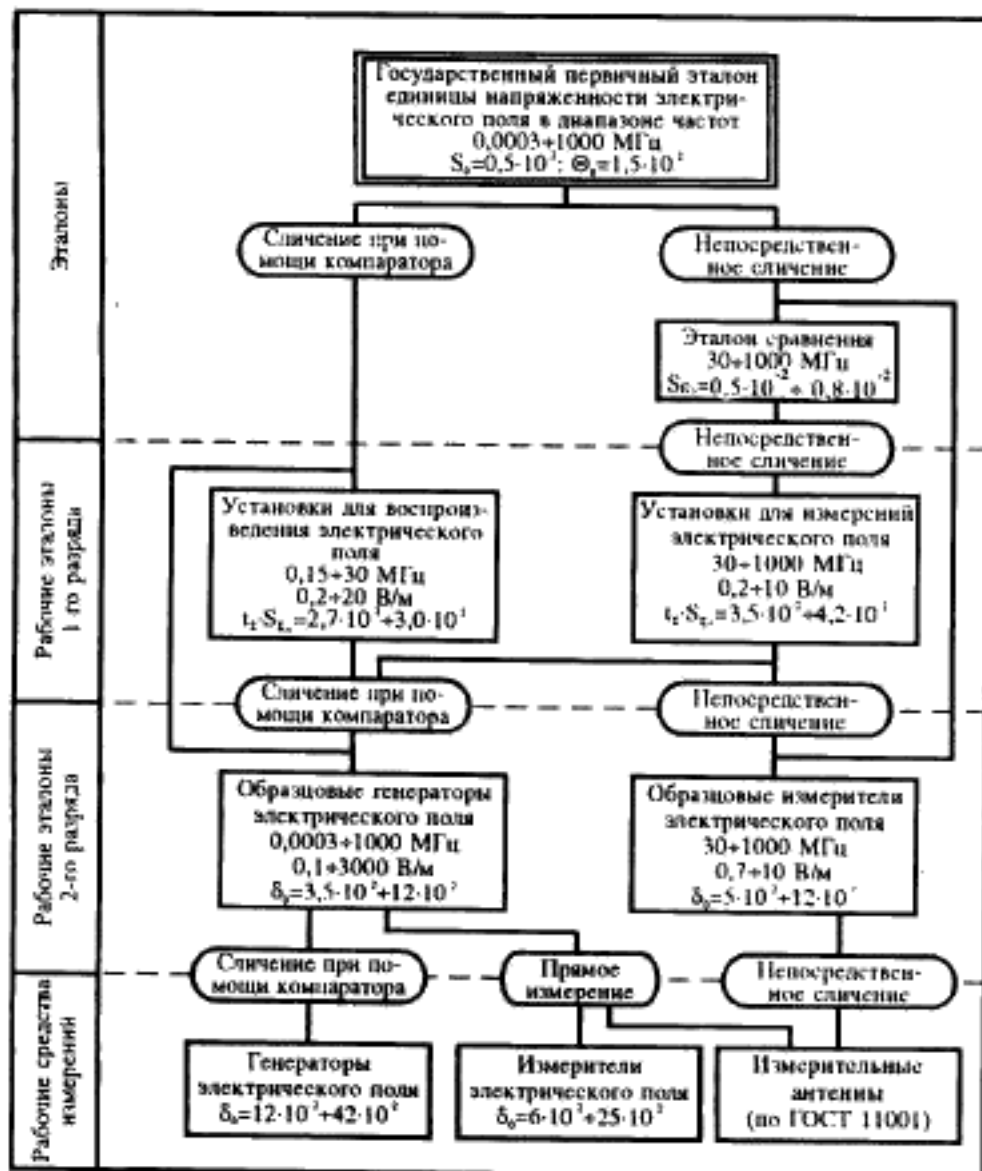 Эталоны
Государственный первичный эталон
единицы напряженности электри-
ческого поля в диапазоне частот
0,0003÷1000 МГц
Сличение при по-
мощи компаратора
Непосредствен-
ное сличение
Эталон сравнения
30÷1000 МГц
Непосредствен-
ное сличение
Рабочие эталоны
1-го разряда
Установки для воспроиз-
ведения электрического
поля
0,15÷30 МГц
0,2÷20 В/м
Установки для измерений
электрического поля
30÷1000 МГц
0,2÷10 В/м
Сличение при по-
мощи компаратора
Непосредствен-
ное сличение
Рабочие эталоны
2-го разряда
Образцовые генераторы
электрического поля
0,0003÷1000 МГц
0,1÷3000 В/м
Образцовые измерители
электрического поля
30÷1000 МГц
0,7÷10 В/м
Сличение при по-
мощи компаратора
Прямое
измерение
Непосредствен-
ное сличение
Рабочие средства
измерений
Генераторы
электрического поля
Измерители
электрического поля
Измерительные
антенны
(по ГОСТ 11001)